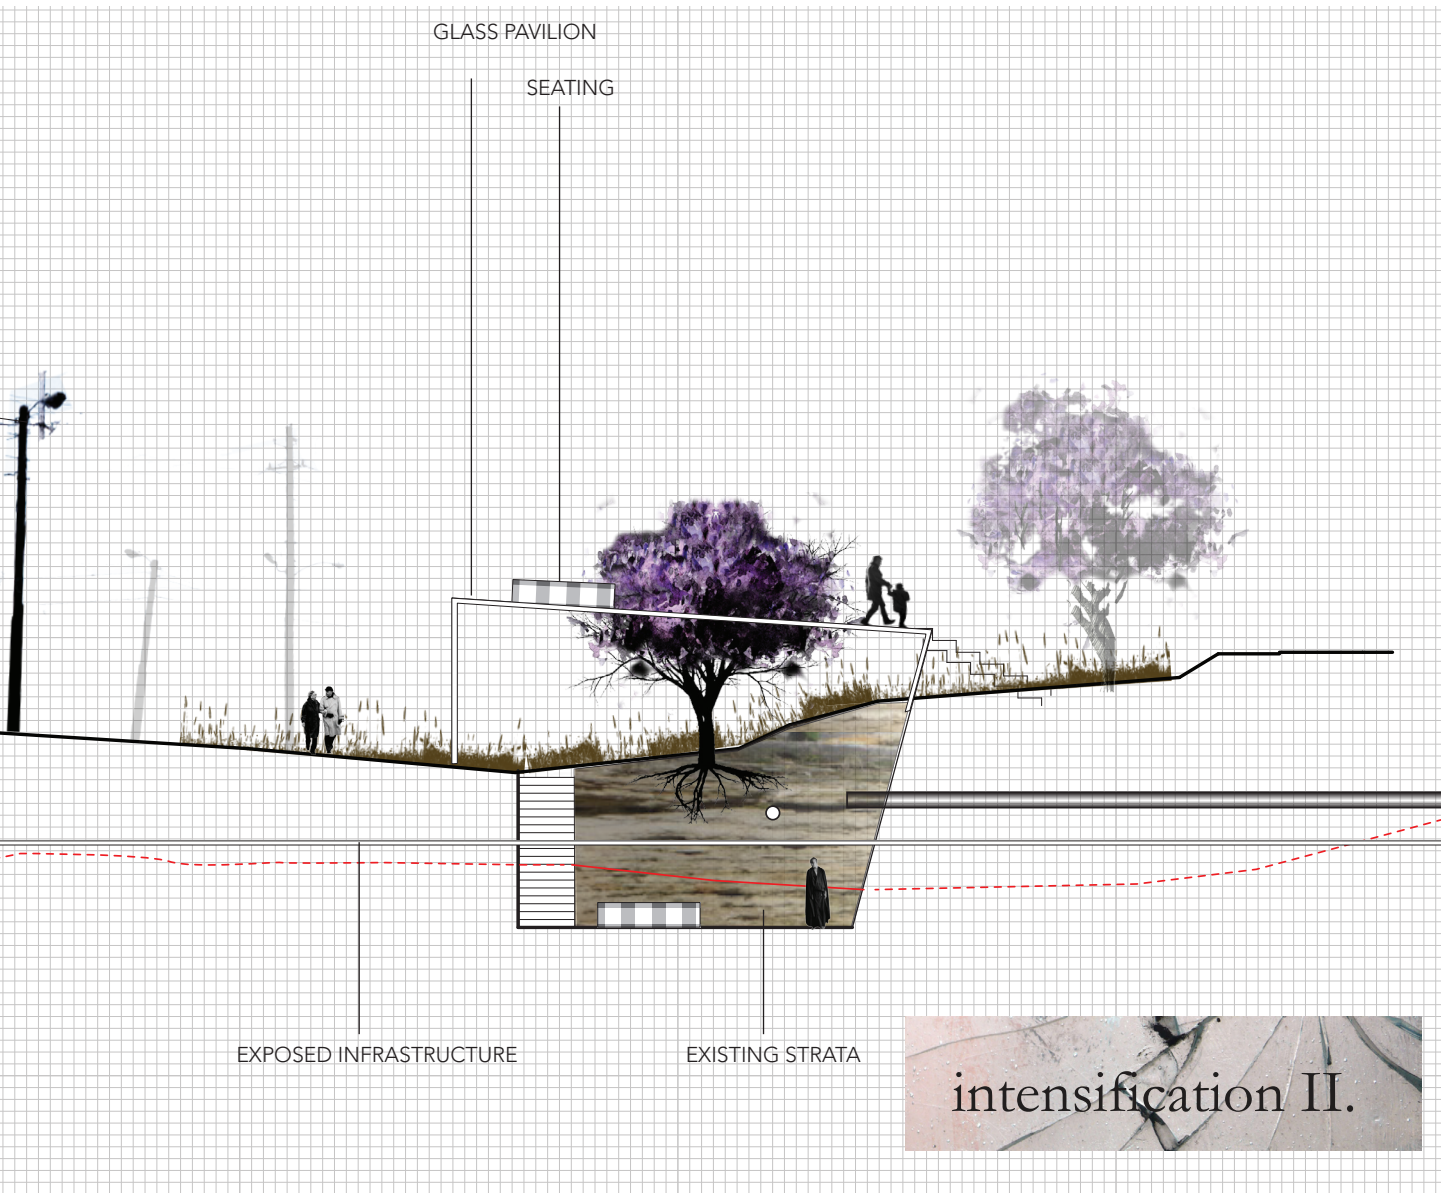 GLASS PAVILION
SEATING
EXPOSED INFRASTRUCTURE
EXISTING STRATA
intensification II.